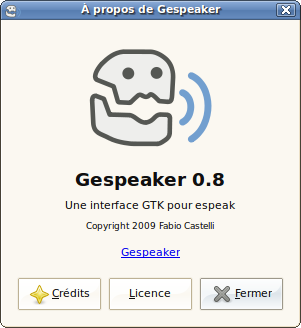 À propos de Gespeaker
Gespeaker 0.8
Une interface GTK pour espeak
Copyright 2009 Fabio Castelli
Gespeaker
Crédits
Licence
Fermer